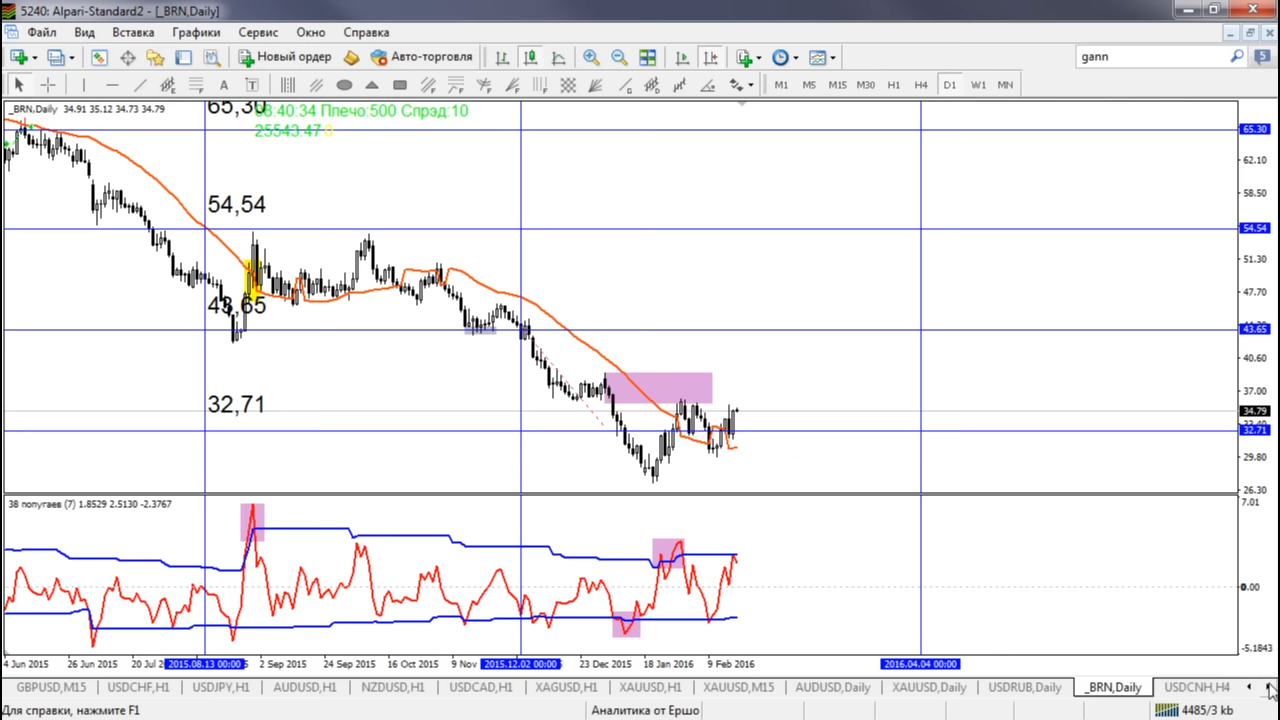 5240: Alpari-Standard2 - [_BRN,Daily]
Файл Вид Вставка Графики Сервис Окно Справка
Новый ордер Авто-торговля gann 5
A T M1 M5 M15 M30 H1 H4 D1 W1 MN
_BRN,Daily 34.91 35.12 34.73 34.79
65,30
08:40:34 Плечо:500 Спрэд:10
25543.47 0
65.30
62.10
58.50
54,54
54.54
51.30
47.70
43,65
43.65
40.60
37.00
32,71
34.79
32.71
29.80
26.30
38 попугаев (7) 1.8529 2.5130 -2.3767
7.01
0.00
-5.1843
4 Jun 2015 26 Jun 2015 20 Jul 2015.08.13 00:00 2 Sep 2015 24 Sep 2015 16 Oct 2015 9 Nov 2015.12.02 00:00 23 Dec 2015 18 Jan 2016 9 Feb 2016 2016.04.04 00:00
GBPUSD,M15 USDCHF,H1 USDJPY,H1 AUDUSD,H1 NZDUSD,H1 USDCAD,H1 XAGUSD,H1 XAUUSD,H1 XAUUSD,M15 AUDUSD,Daily XAUUSD,Daily USDRUB,Daily _BRN,Daily USDCNH,H4
Для справки, нажмите F1 Аналитика от Ершо 4485/3 kb